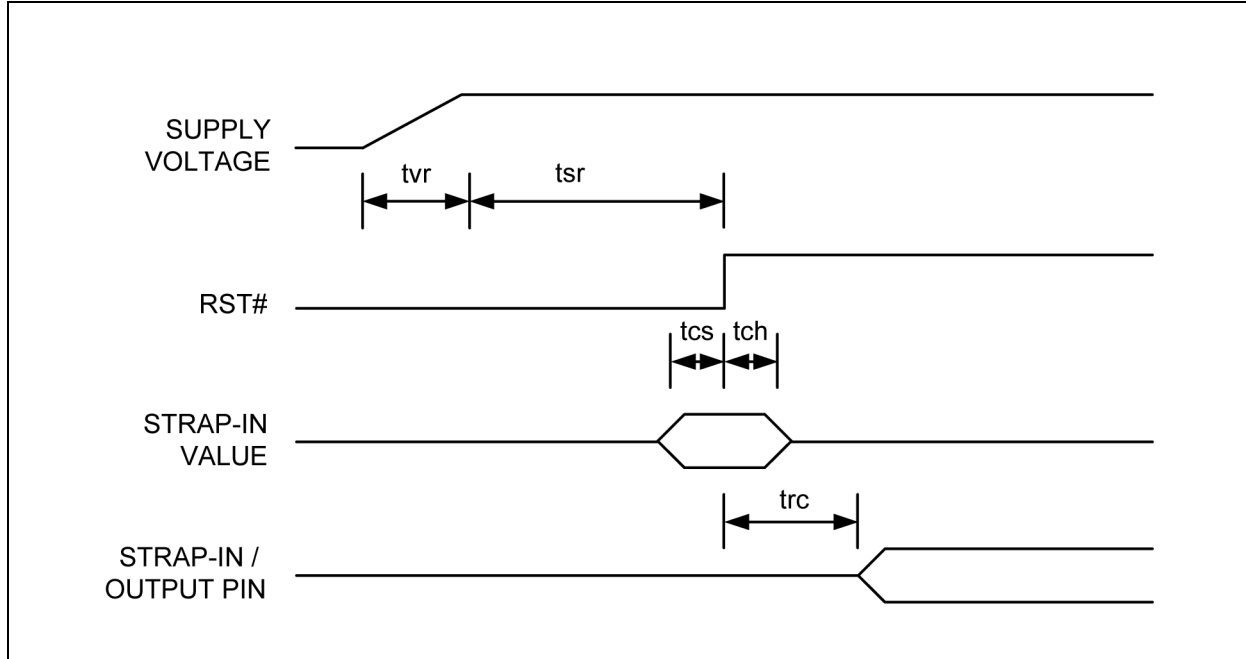 SUPPLY
VOLTAGE
tvr
tsr
RST#
tcs
tch
STRAP-IN
VALUE
trc
STRAP-IN /
OUTPUT PIN